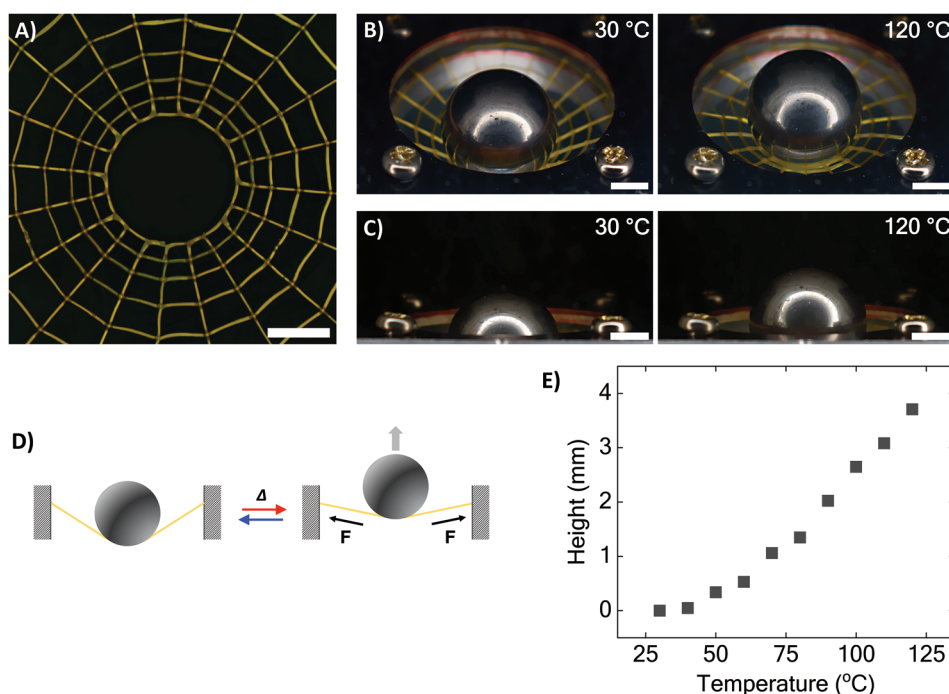 A)
B)
30 °C
120 °C
C)
30 °C
120 °C
D)
Δ
F
F
E)
Height (mm)
4
3
2
1
0
25
50
75
100
125
Temperature (°C)